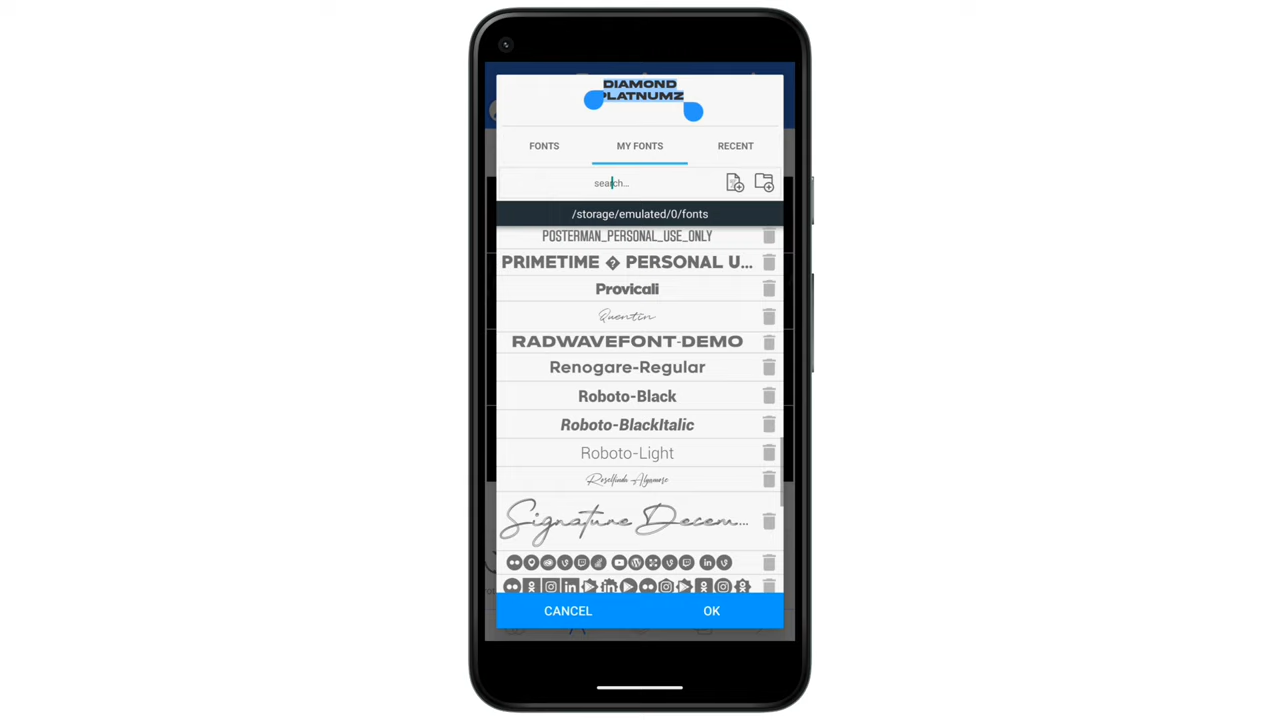 DIAMOND
PLATNUMZ
FONTS MY FONTS RECENT
search...
/storage/emulated/0/fonts
POSTERMAN_PERSONAL_USE_ONLY
PRIMETIME � PERSONAL U...
Provicali
Quentin
RADWAVEFONT-DEMO
Renogare-Regular
Roboto-Black
Roboto-BlackItalic
Roboto-Light
Signature Decem...
CANCEL OK